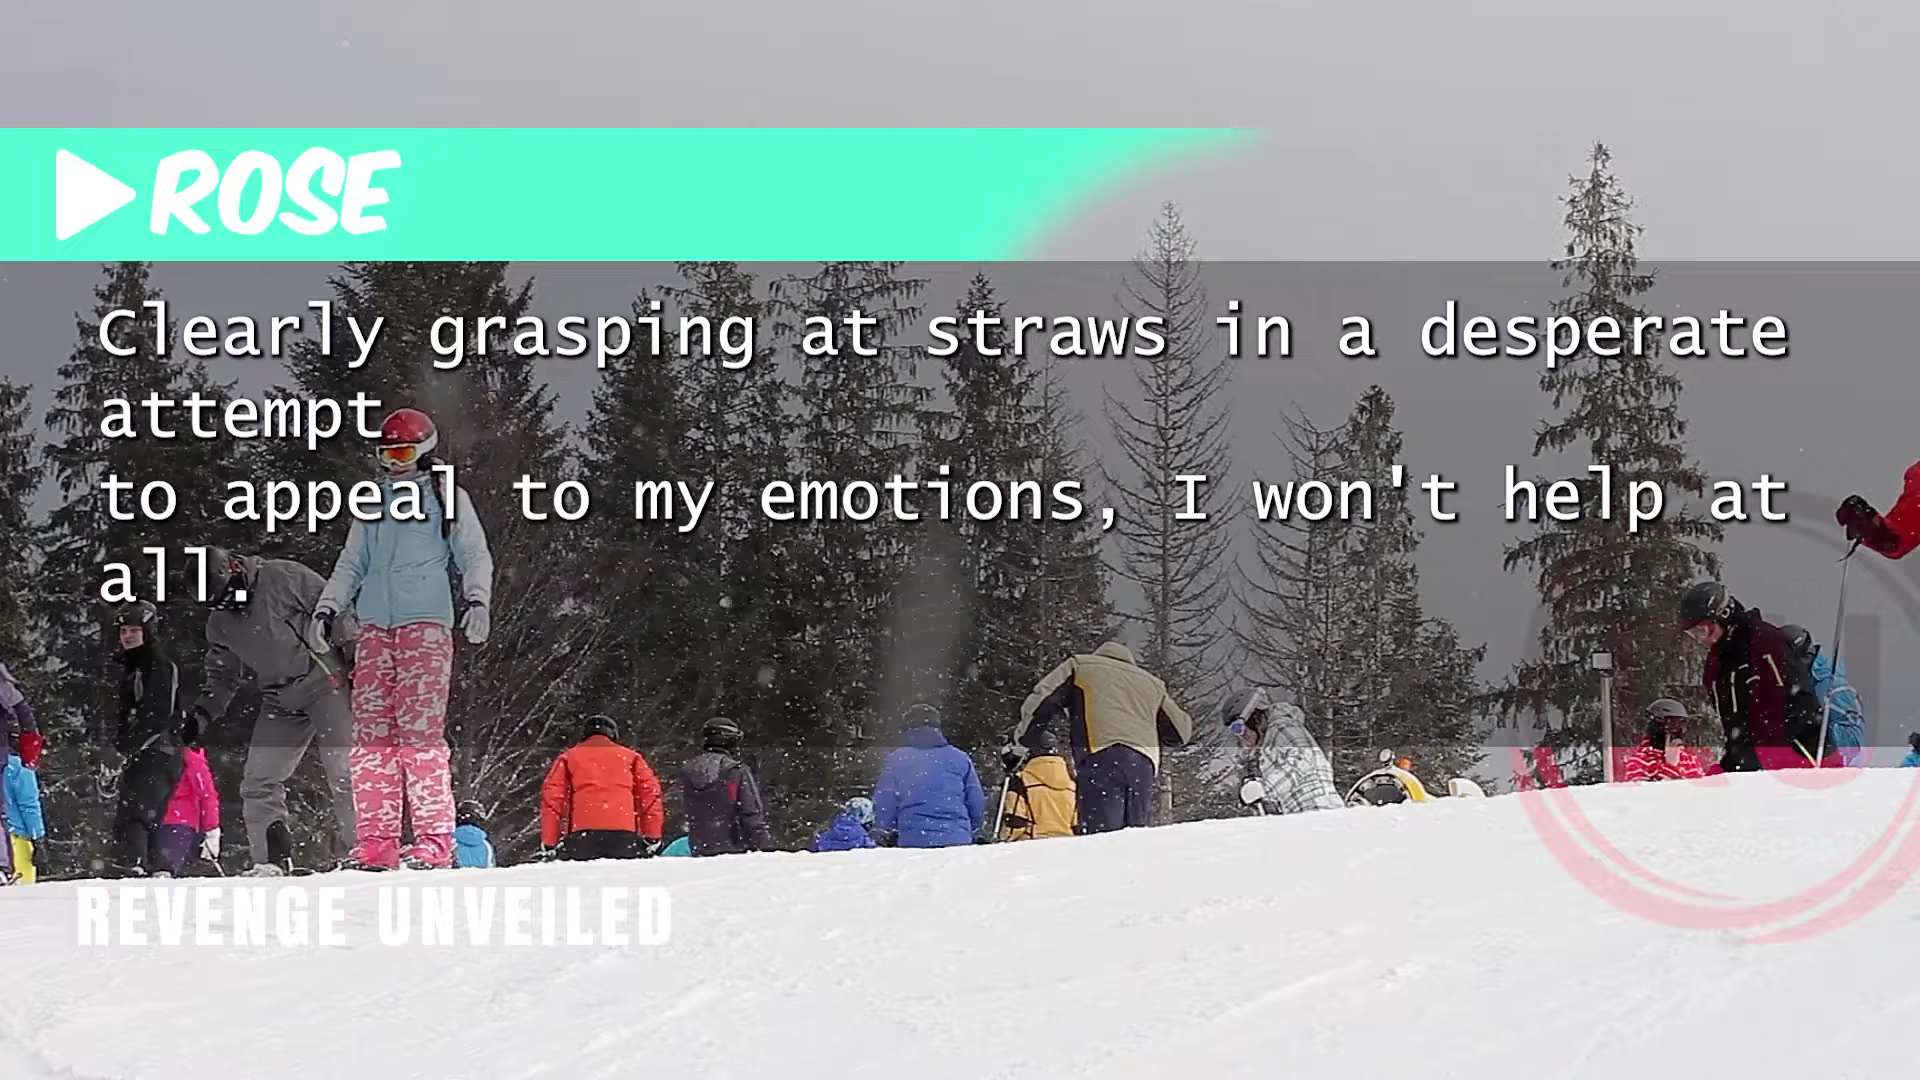 ROSE
Clearly grasping at straws in a desperate
attempt
to appeal to my emotions, I won't help at
all.
REVENGE UNVEILED